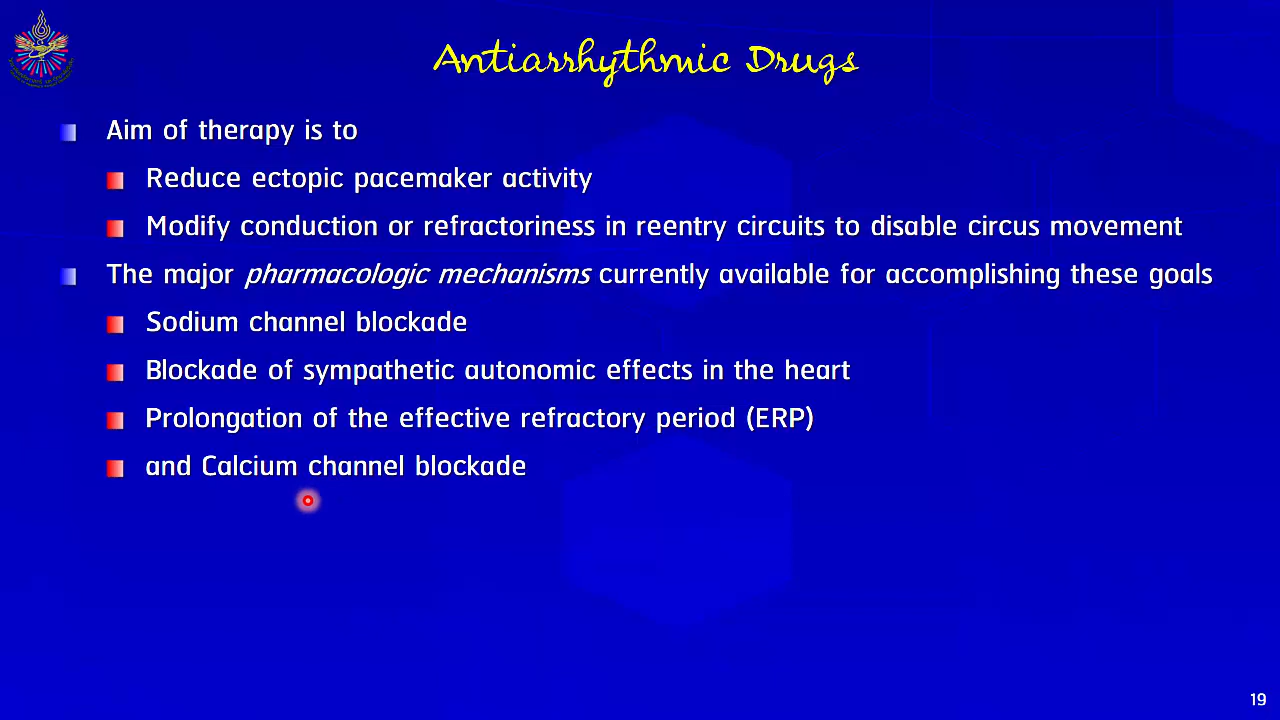 Antiarrhythmic Drugs
Aim of therapy is to
Reduce ectopic pacemaker activity
Modify conduction or refractoriness in reentry circuits to disable circus movement
The major pharmacologic mechanisms currently available for accomplishing these goals
Sodium channel blockade
Blockade of sympathetic autonomic effects in the heart
Prolongation of the effective refractory period (ERP)
and Calcium channel blockade
19